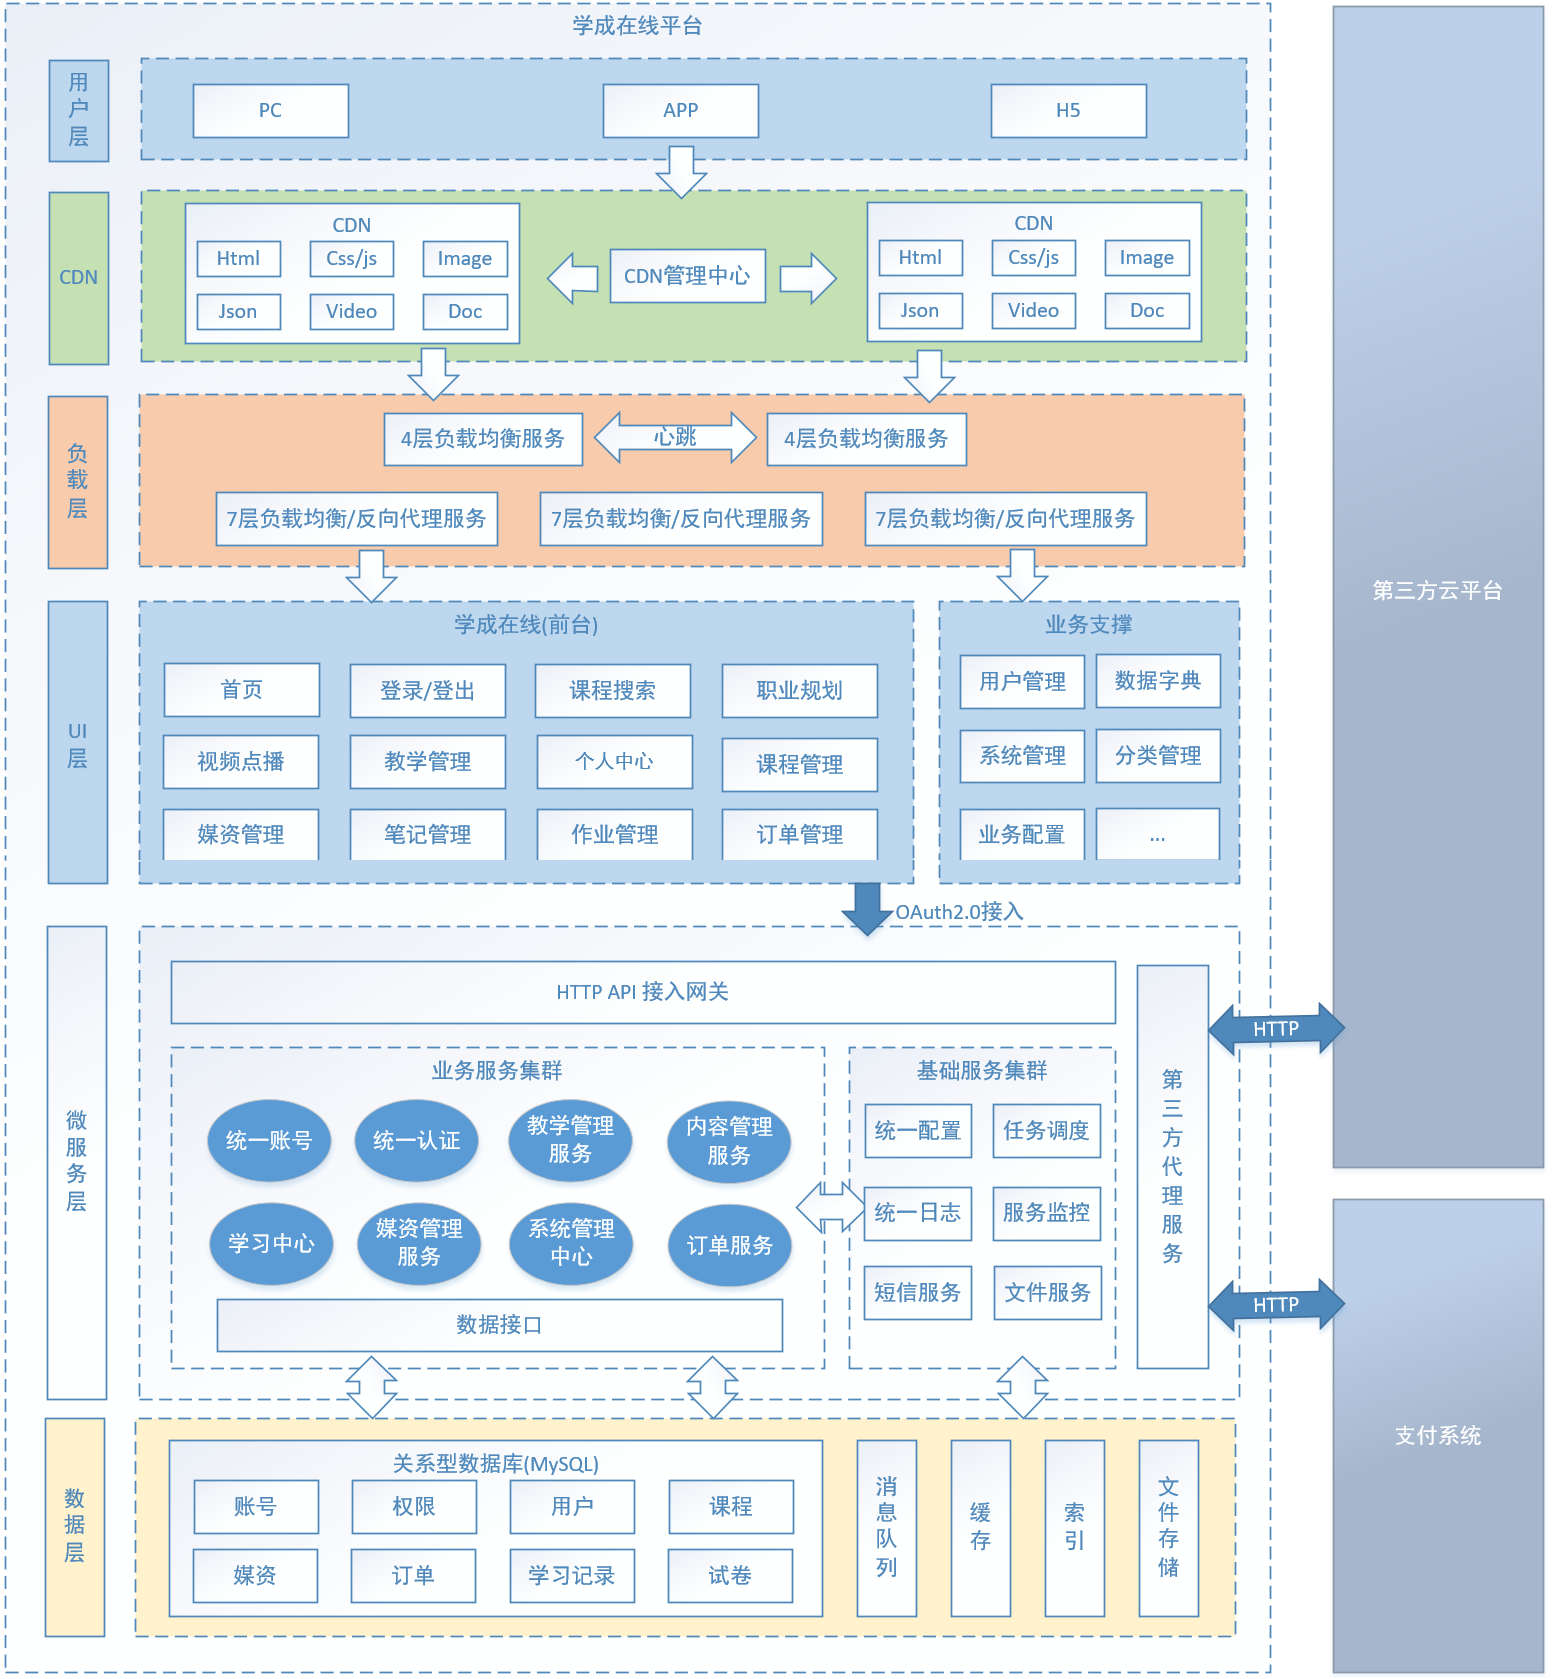 学成在线平台
用户层
PC
APP
H5
CDN
CDN
Html
Css/js
Image
Json
Video
Doc
CDN管理中心
CDN
Html
Css/js
Image
Json
Video
Doc
负载层
4层负载均衡服务
心跳
4层负载均衡服务
7层负载均衡/反向代理服务
7层负载均衡/反向代理服务
7层负载均衡/反向代理服务
UI层
学成在线(前台)
首页
登录/登出
课程搜索
职业规划
视频点播
教学管理
个人中心
课程管理
媒资管理
笔记管理
作业管理
订单管理
业务支撑
用户管理
数据字典
系统管理
分类管理
业务配置
...
OAuth2.0接入
微服务层
HTTP API 接入网关
业务服务集群
统一账号
统一认证
教学管理
服务
内容管理
服务
学习中心
媒资管理
服务
系统管理
中心
订单服务
数据接口
基础服务集群
统一配置
任务调度
统一日志
服务监控
短信服务
文件服务
第三方代理服务
HTTP
HTTP
第三方云平台
支付系统
数据层
关系型数据库(MySQL)
账号
权限
用户
课程
媒资
订单
学习记录
试卷
消息队列
缓存
索引
文件存储